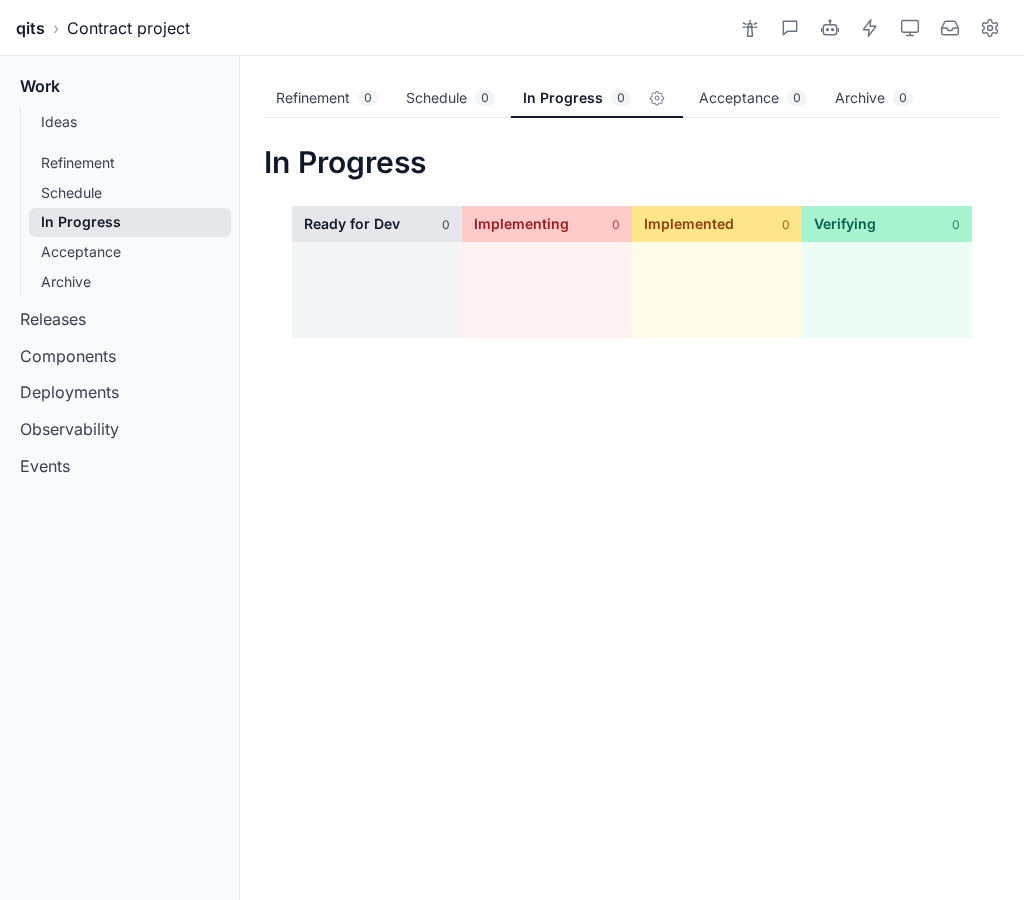 qits › Contract project
Work
Ideas
Refinement
Schedule
In Progress
Acceptance
Archive
Releases
Components
Deployments
Observability
Events
Refinement 0 Schedule 0 In Progress 0 Acceptance 0 Archive 0
In Progress
Ready for Dev 0 Implementing 0 Implemented 0 Verifying 0